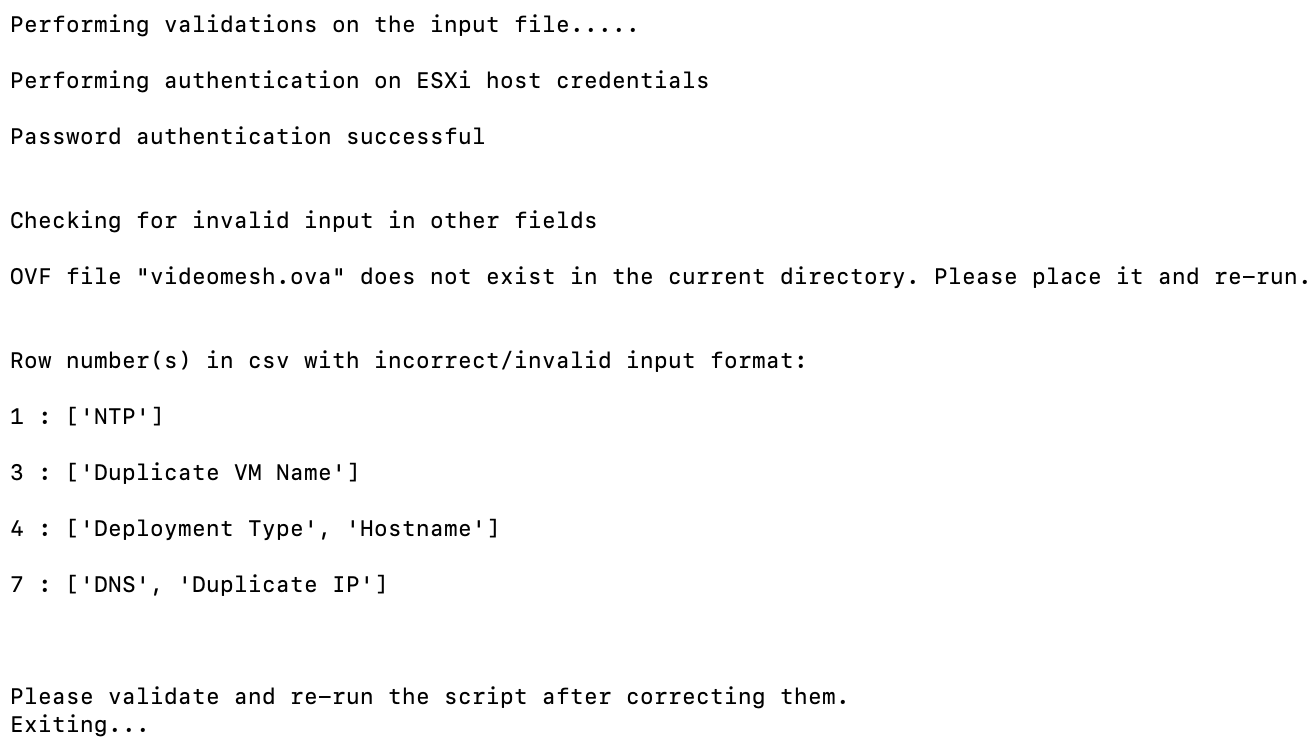 Performing validations on the input file.....
Performing authentication on ESXi host credentials
Password authentication successful
Checking for invalid input in other fields
OVF file "videomesh.ova" does not exist in the current directory. Please place it and re-run.
Row number(s) in csv with incorrect/invalid input format:
1 : ['NTP']
3 : ['Duplicate VM Name']
4 : ['Deployment Type', 'Hostname']
7 : ['DNS', 'Duplicate IP']
Please validate and re-run the script after correcting them.
Exiting...